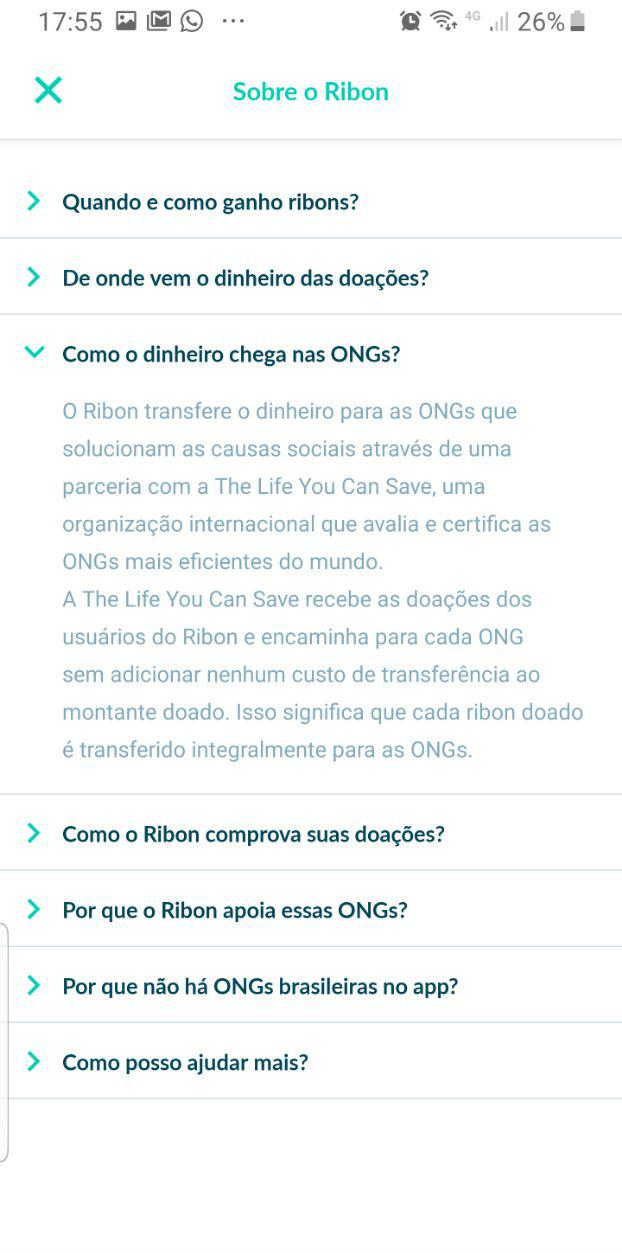 17:55
4G
26%
Sobre o Ribon
Quando e como ganho ribons?
De onde vem o dinheiro das doações?
Como o dinheiro chega nas ONGs?
O Ribon transfere o dinheiro para as ONGs que
solucionam as causas sociais através de uma
parceria com a The Life You Can Save, uma
organização internacional que avalia e certifica as
ONGs mais eficientes do mundo.
A The Life You Can Save recebe as doações dos
usuários do Ribon e encaminha para cada ONG
sem adicionar nenhum custo de transferência ao
montante doado. Isso significa que cada ribon doado
é transferido integralmente para as ONGs.
Como o Ribon comprova suas doações?
Por que o Ribon apoia essas ONGs?
Por que não há ONGs brasileiras no app?
Como posso ajudar mais?